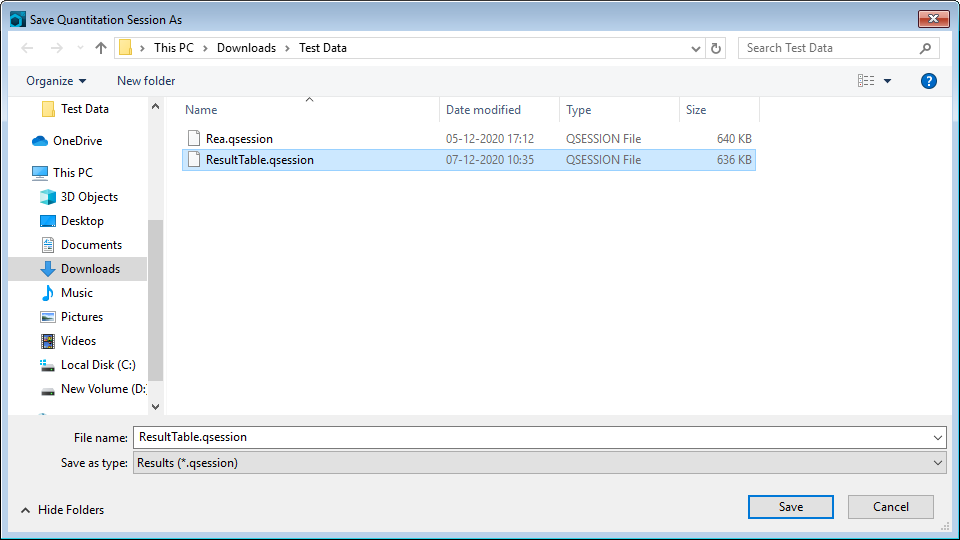 Save Quantitation Session As
This PC > Downloads > Test Data
Search Test Data
Organize New folder
Name Date modified Type Size
Test Data
OneDrive
This PC
3D Objects
Desktop
Documents
Downloads
Music
Pictures
Videos
Local Disk (C:)
New Volume (D:
Rea.qsession 05-12-2020 17:12 QSESSION File 640 KB
ResultTable.qsession 07-12-2020 10:35 QSESSION File 636 KB
File name: ResultTable.qsession
Save as type: Results (*.qsession)
Hide Folders
Save Cancel